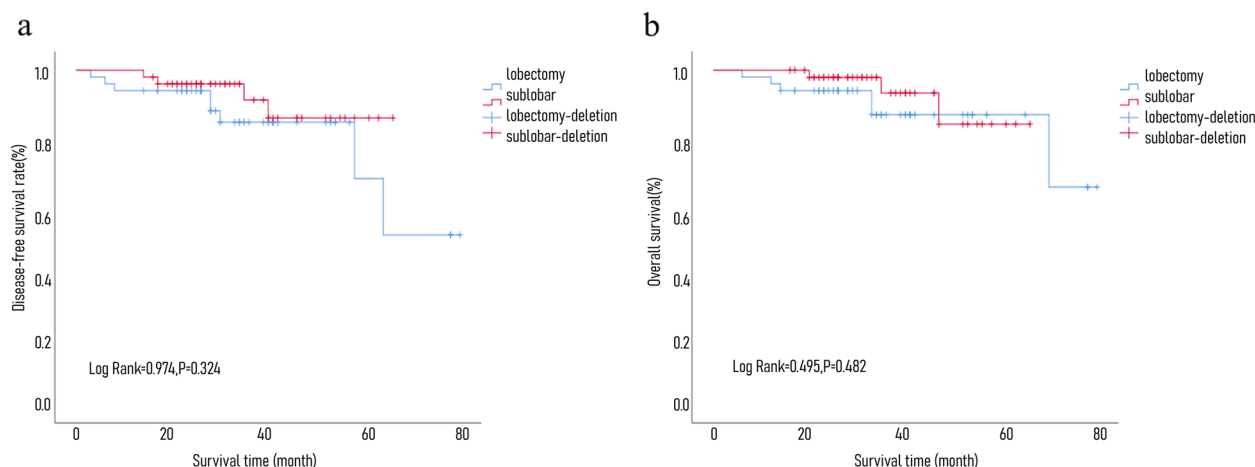 a
1.0
0.8
0.6
0.4
0.2
0.0
Disease-free survival rate(%)
lobectomy
sublobar
lobectomy-deletion
sublobar-deletion
Log Rank=0.974,P=0.324
0 20 40 60 80
Survival time (month)
b
1.0
0.8
0.6
0.4
0.2
0.0
Overall survival(%)
lobectomy
sublobar
lobectomy-deletion
sublobar-deletion
Log Rank=0.495,P=0.482
0 20 40 60 80
Survival time (month)